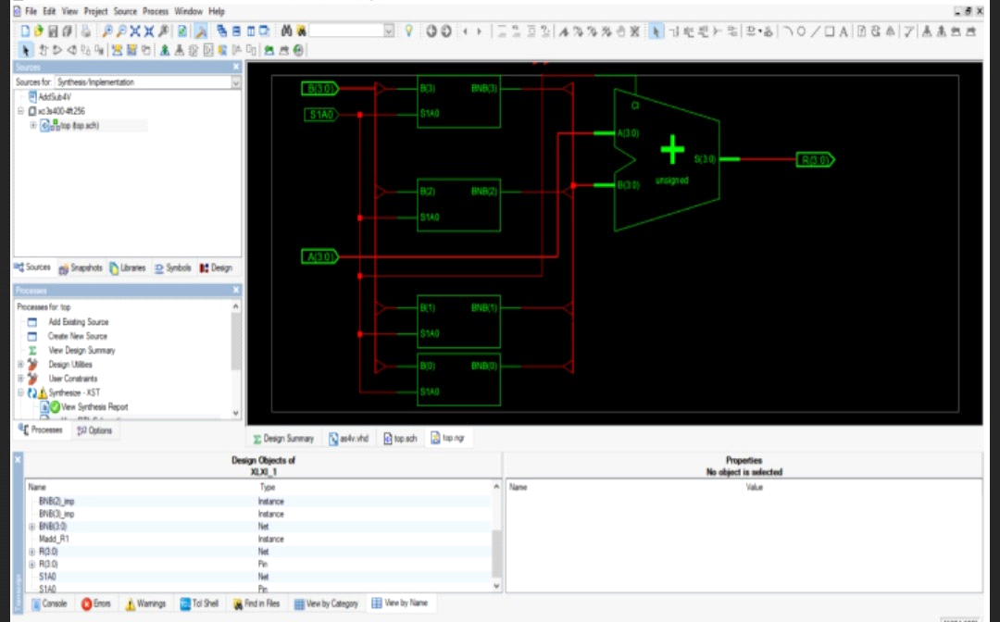 File Edit View Project Source Process Window Help
Sources
Sources for: Synthesis/Implementation
AddSub4V
xc3s400-4ft256
top (top.sch)
Sources Snapshots Libraries Symbols Design
Processes
Processes for: top
Add Existing Source
Create New Source
View Design Summary
Design Utilities
User Constraints
Synthesize - XST
View Synthesis Report
Processes Options
B(3:0)
S1A0
A(3:0)
B(3) BNB(3)
S1A0
B(2) BNB(2)
S1A0
B(1) BNB(1)
S1A0
B(0) BNB(0)
S1A0
CI
A(3:0)
B(3:0)
S(3:0)
unsigned
R(3:0)
Design Summary as4v.vhd top.sch top.ngr
Design Objects of
XLXI_1
Name Type
BNB(2)_imp Instance
BNB(3)_imp Instance
BNB(3:0) Net
Madd_R1 Instance
R(3:0) Net
R(3:0) Pin
S1A0 Net
S1A0 Pin
Properties
No object is selected
Name Value
Transcript
Console Errors Warnings Tcl Shell Find in Files View by Category View by Name